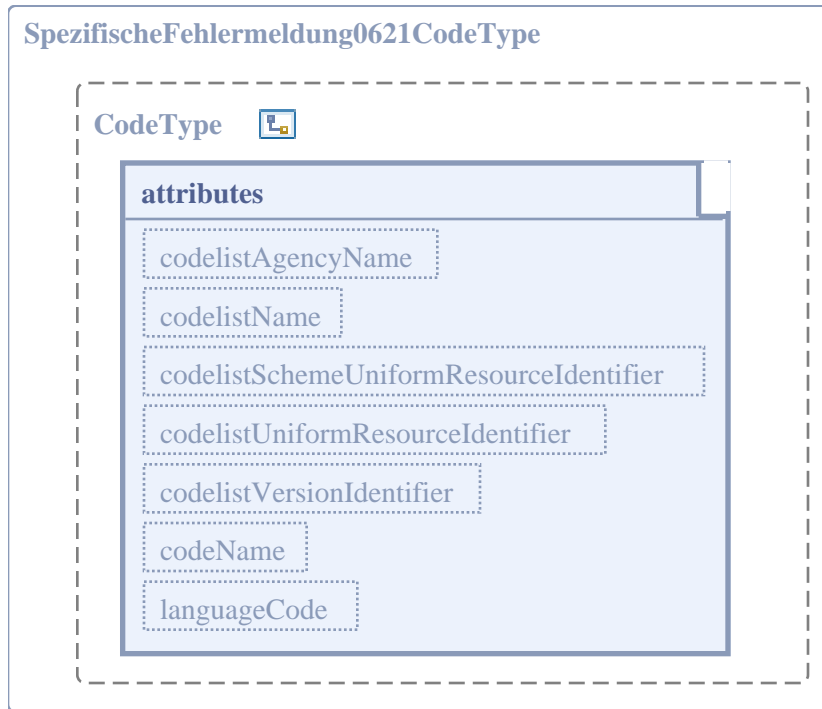 SpezifischeFehlermeldung0621CodeType
CodeType
attributes
codelistAgencyName
codelistName
codelistSchemeUniformResourceIdentifier
codelistUniformResourceIdentifier
codelistVersionIdentifier
codeName
languageCode